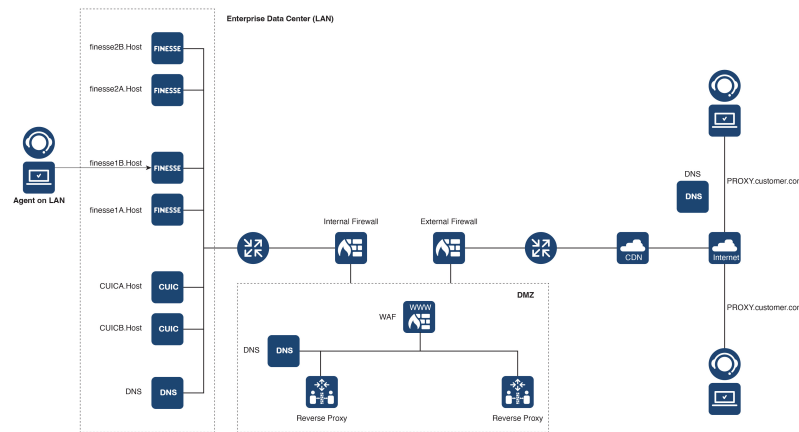 Enterprise Data Center (LAN)
finesse2B.Host
FINESSE
finesse2A.Host
FINESSE
finesse1B.Host
FINESSE
Agent on LAN
finesse1A.Host
FINESSE
CUICA.Host
CUIC
CUICB.Host
CUIC
DNS
DNS
Internal Firewall
External Firewall
DMZ
WWW
WAF
DNS
DNS
Reverse Proxy
Reverse Proxy
CDN
DNS
DNS
PROXY.customer.com
Internet
PROXY.customer.com